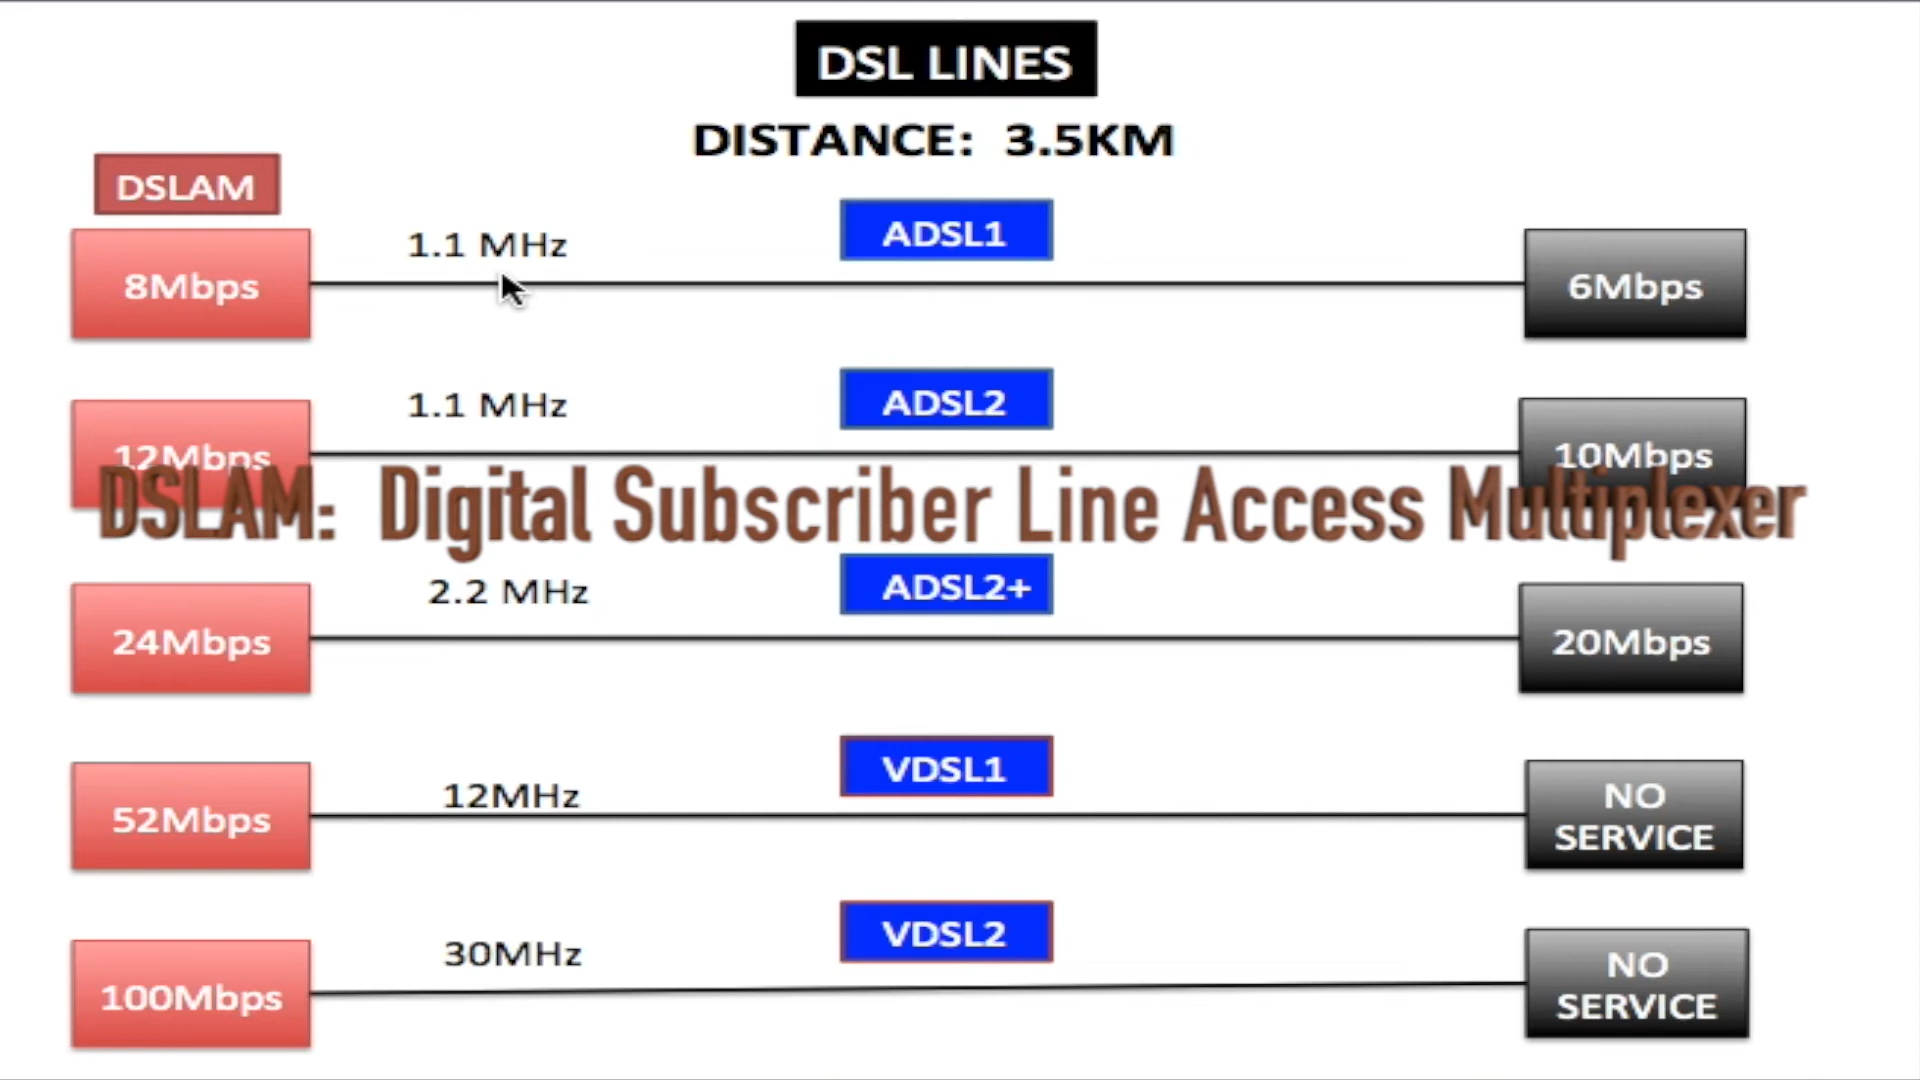 DSL LINES
DISTANCE: 3.5KM
DSLAM
ADSL1
1.1 MHz
8Mbps
6Mbps
ADSL2
1.1 MHz
12Mbps
10Mbps
DSLAM: Digital Subscriber Line Access Multiplexer
ADSL2+
2.2 MHz
24Mbps
20Mbps
VDSL1
12MHz
52Mbps
NO
SERVICE
VDSL2
30MHz
100Mbps
NO
SERVICE